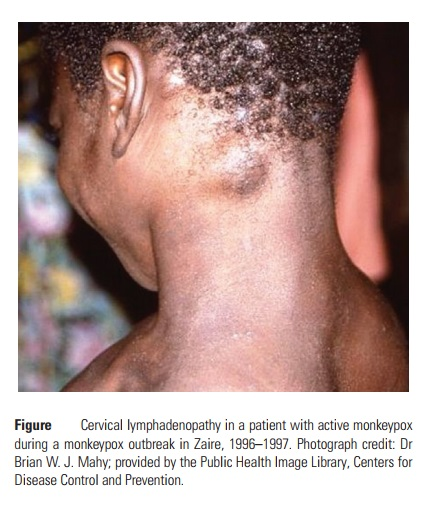 Figure Cervical lymphadenopathy in a patient with active monkeypox
during a monkeypox outbreak in Zaire, 1996–1997. Photograph credit: Dr
Brian W. J. Mahy; provided by the Public Health Image Library, Centers for
Disease Control and Prevention.